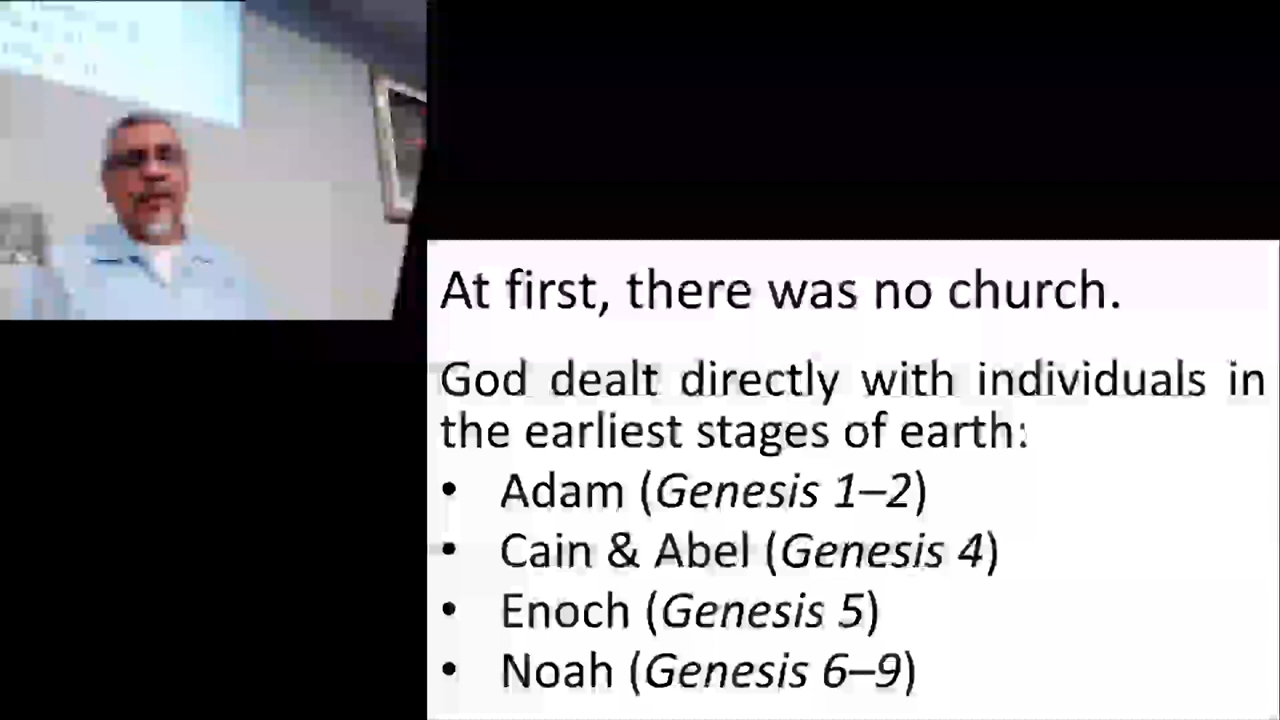 At first, there was no church.
God dealt directly with individuals in
the earliest stages of earth:
• Adam (Genesis 1–2)
• Cain & Abel (Genesis 4)
• Enoch (Genesis 5)
• Noah (Genesis 6–9)